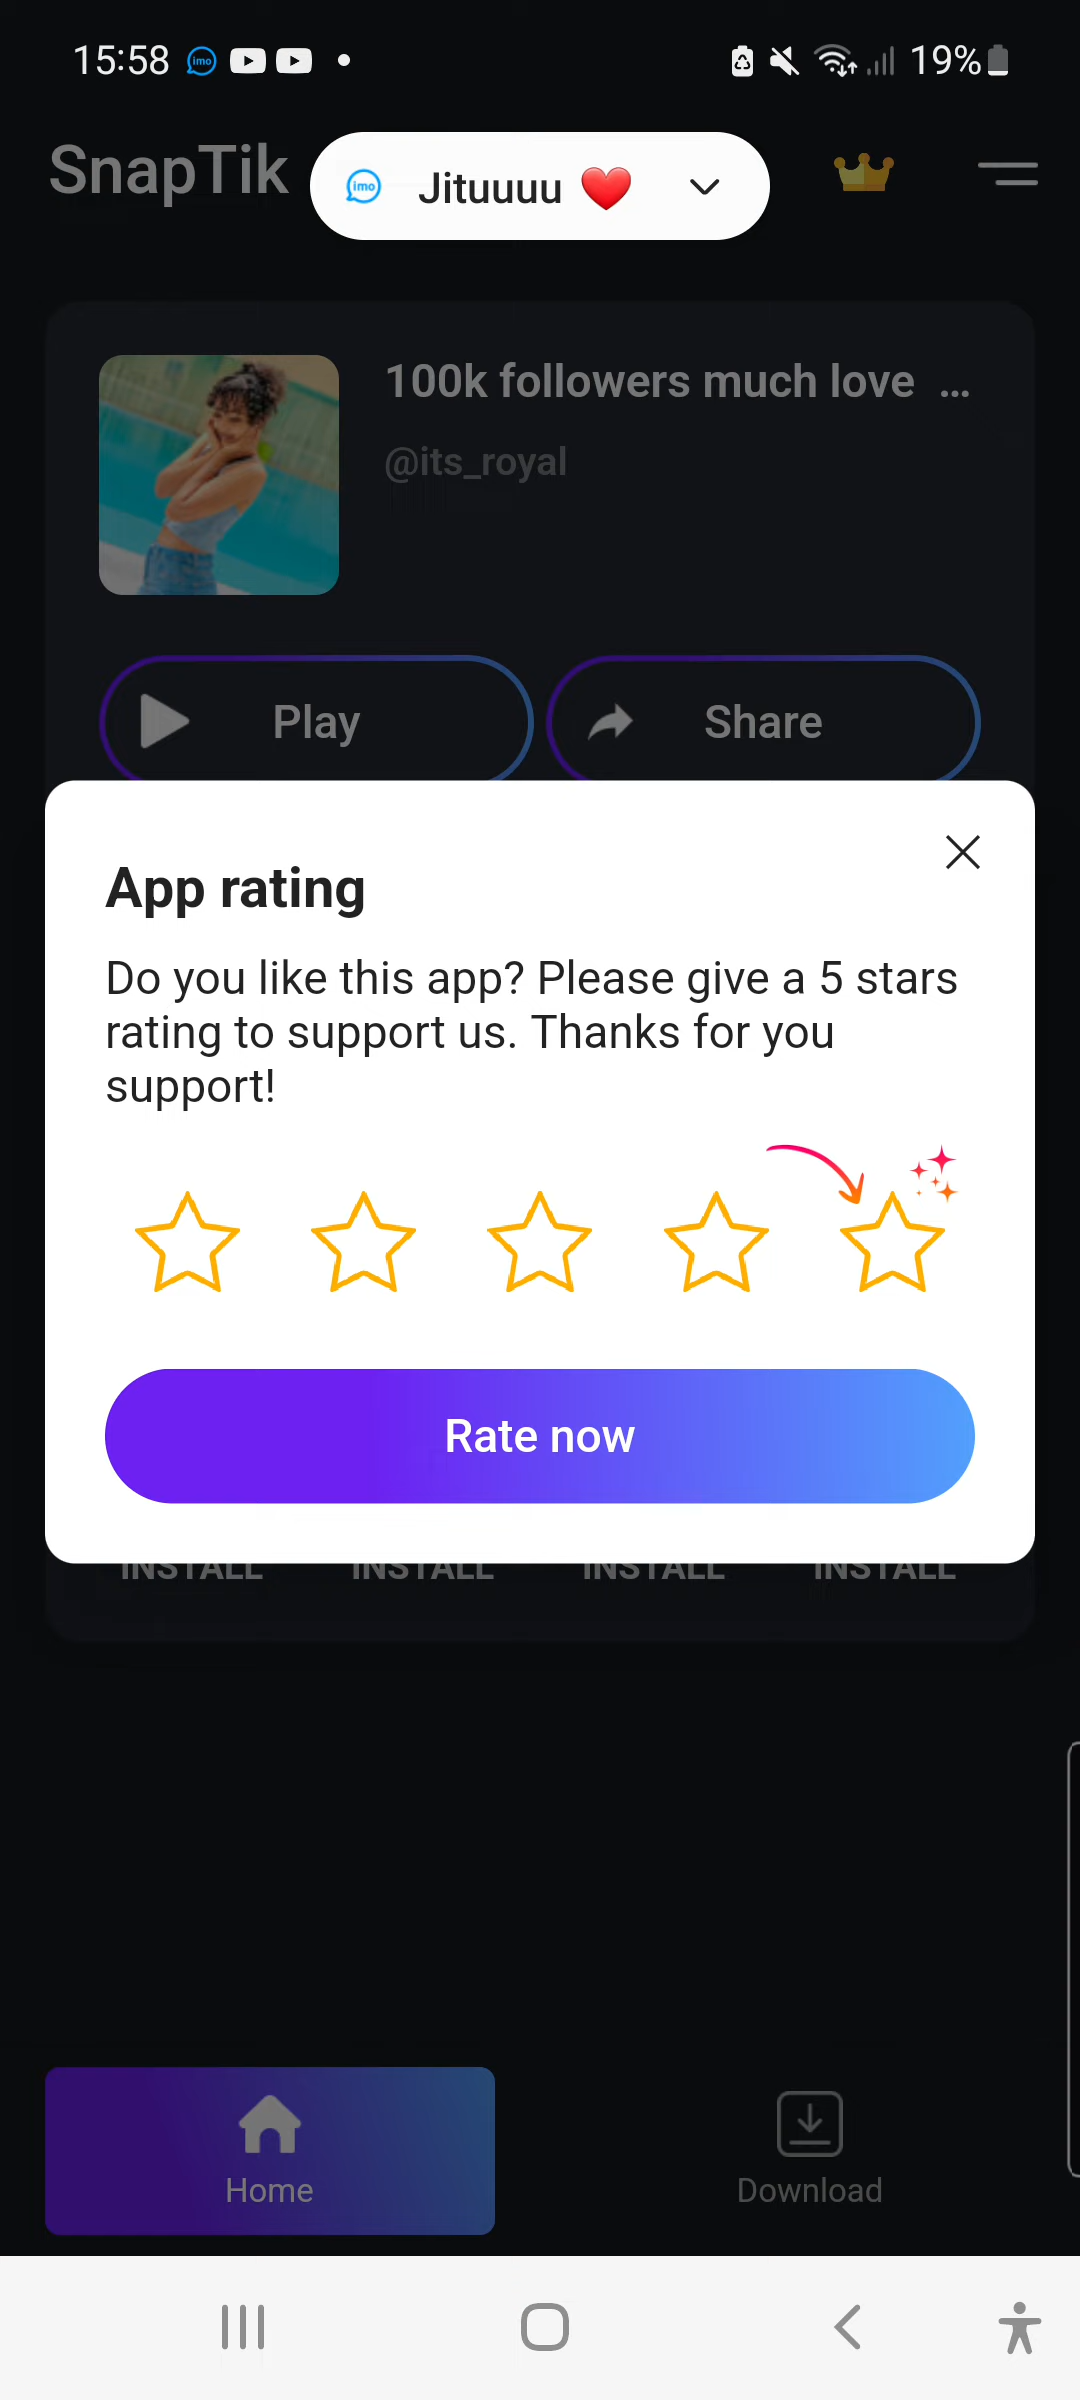 15:58
imo
19%
SnapTik
imo Jituuuu ❤️
100k followers much love ...
@its_royal
Play
Share
App rating
Do you like this app? Please give a 5 stars
rating to support us. Thanks for you
support!
Rate now
INSTALL INSTALL INSTALL INSTALL
Home
Download